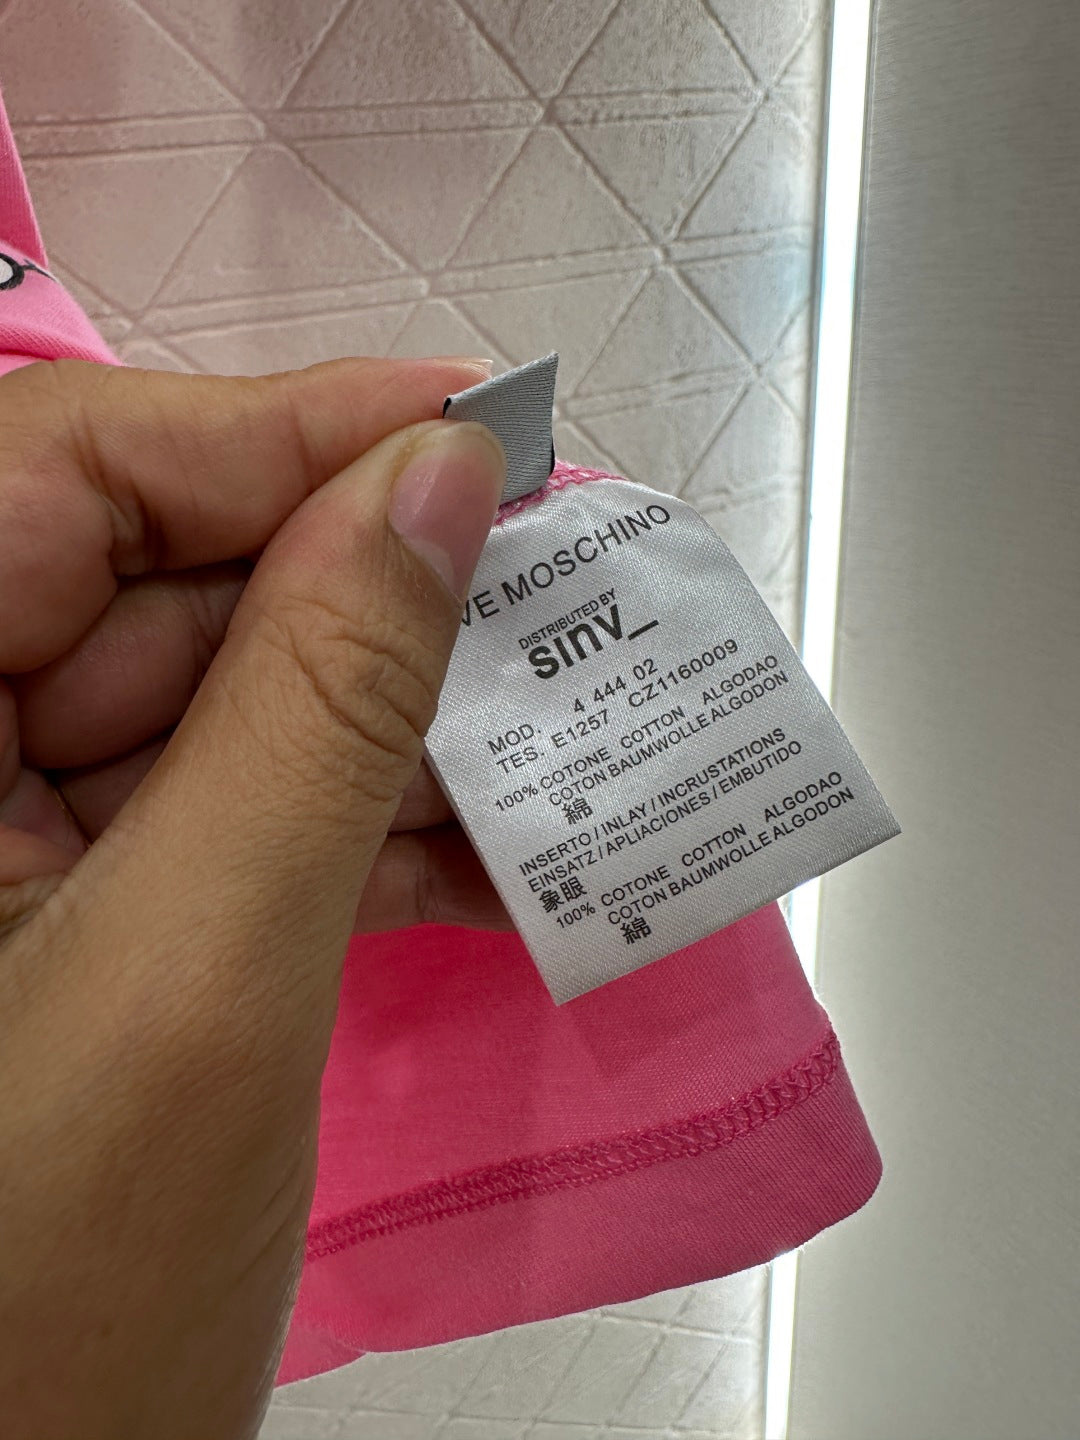 VE MOSCHINO
DISTRIBUTED BY
sinv_
MOD. 4 444 02
TES. E1257 CZ1160009
100% COTONE COTTON ALGODAO
COTON BAUMWOLLE ALGODON
綿
INSERTO / INLAY / INCRUSTATIONS
EINSATZ / APLIACIONES / EMBUTIDO
象眼
100% COTONE COTTON ALGODAO
COTON BAUMWOLLE ALGODON
綿